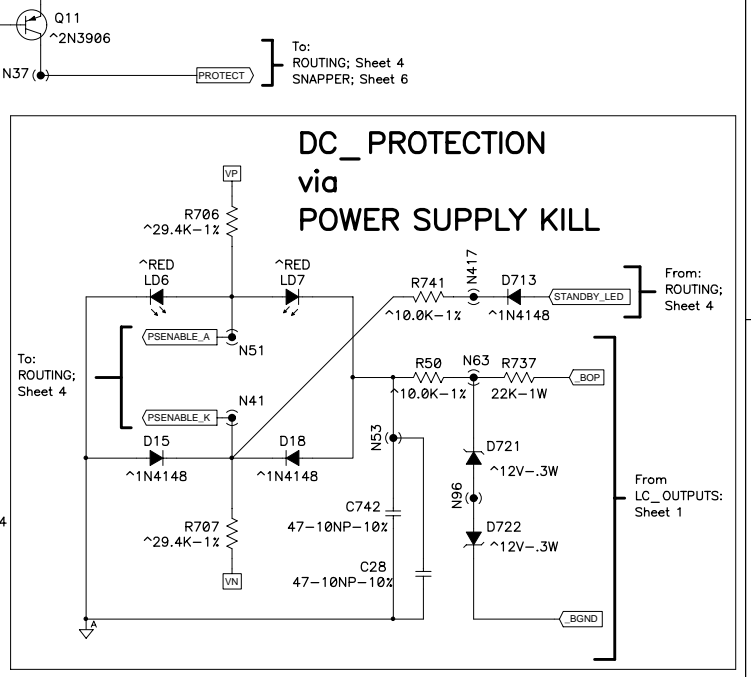 Q11
^2N3906
N37
PROTECT
To:
ROUTING; Sheet 4
SNAPPER; Sheet 6
DC_PROTECTION
via
POWER SUPPLY KILL
VP
R706
^29.4K-1%
^RED
LD6
^RED
LD7
R741
^10.0K-1%
N417
D713
^1N4148
STANDBY_LED
From:
ROUTING;
Sheet 4
To:
ROUTING;
Sheet 4
PSENABLE_A
N51
PSENABLE_K
N41
R50
^10.0K-1%
N63
R737
22K-1W
_BOP
D15
^1N4148
D18
^1N4148
N53
D721
^12V-.3W
N96
D722
^12V-.3W
From
LC_OUTPUTS:
Sheet 1
R707
^29.4K-1%
VN
C742
47-10NP-10%
C28
47-10NP-10%
_BGND
A
4